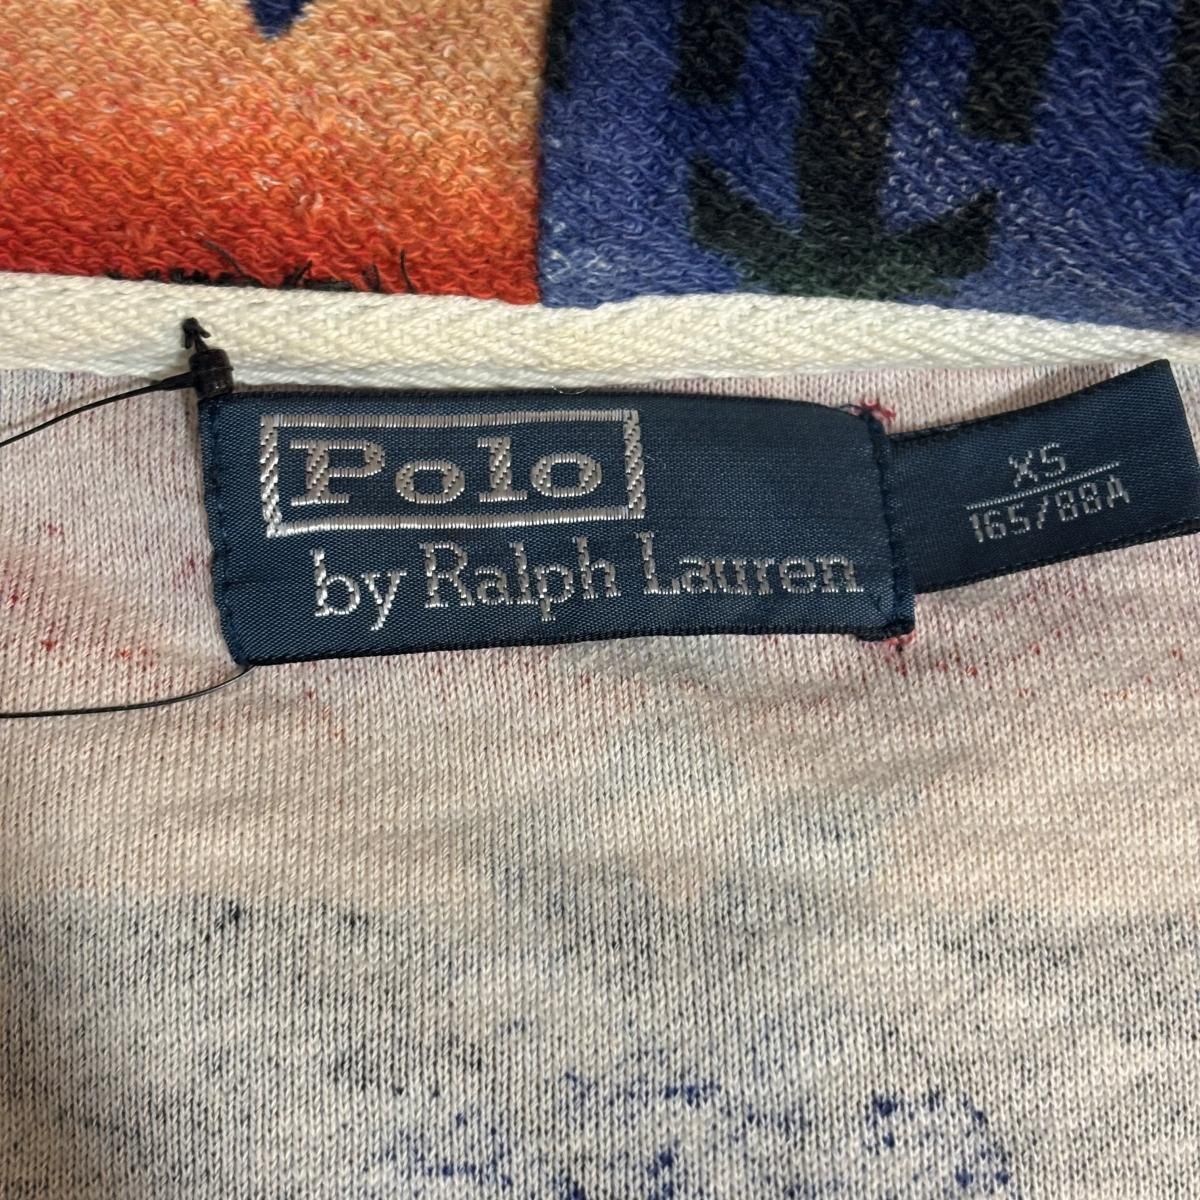 Polo
by Ralph Lauren
XS
165/88A